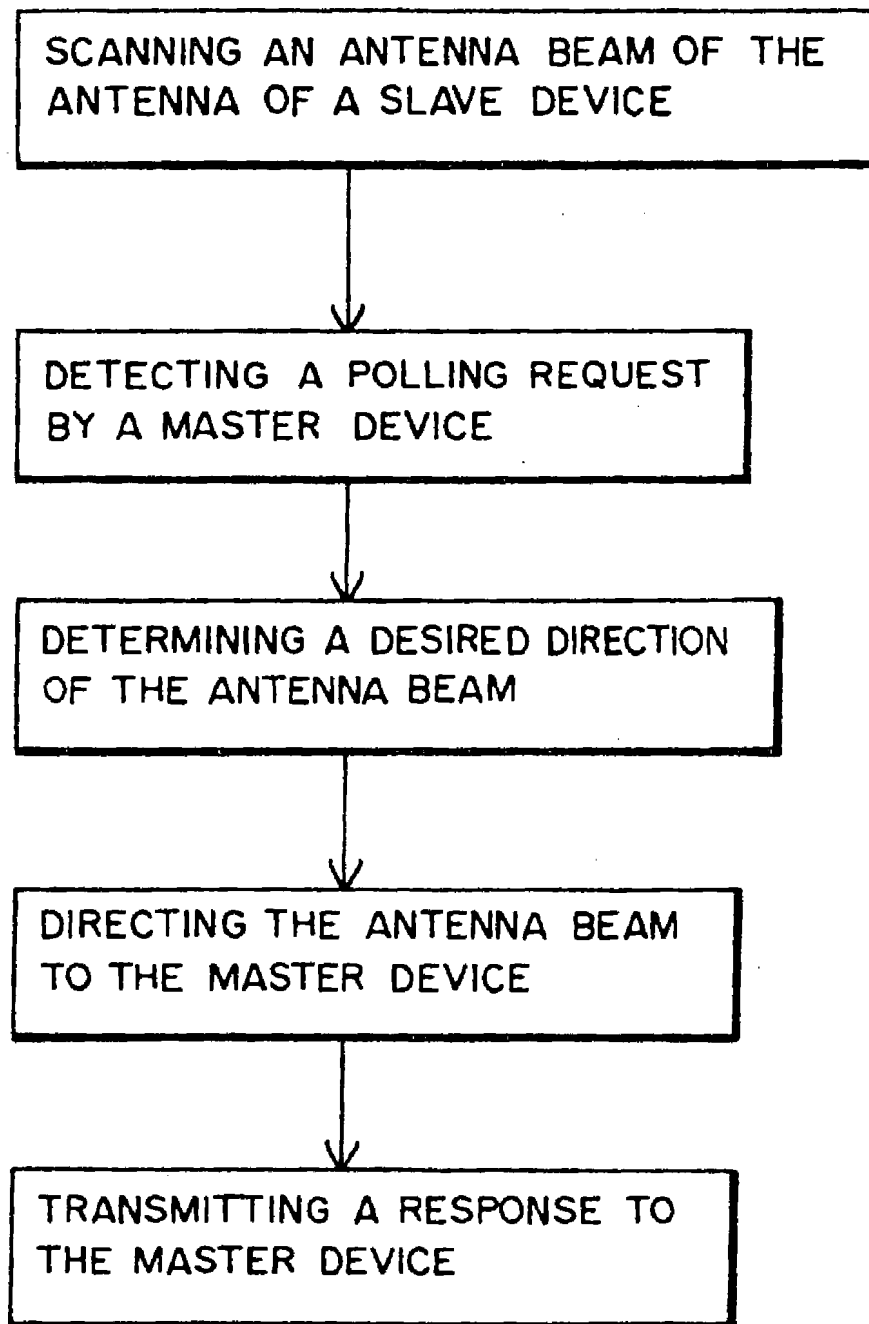 SCANNING AN ANTENNA BEAM OF THE
ANTENNA OF A SLAVE DEVICE
DETECTING A POLLING REQUEST
BY A MASTER DEVICE
DETERMINING A DESIRED DIRECTION
OF THE ANTENNA BEAM
DIRECTING THE ANTENNA BEAM
TO THE MASTER DEVICE
TRANSMITTING A RESPONSE TO
THE MASTER DEVICE